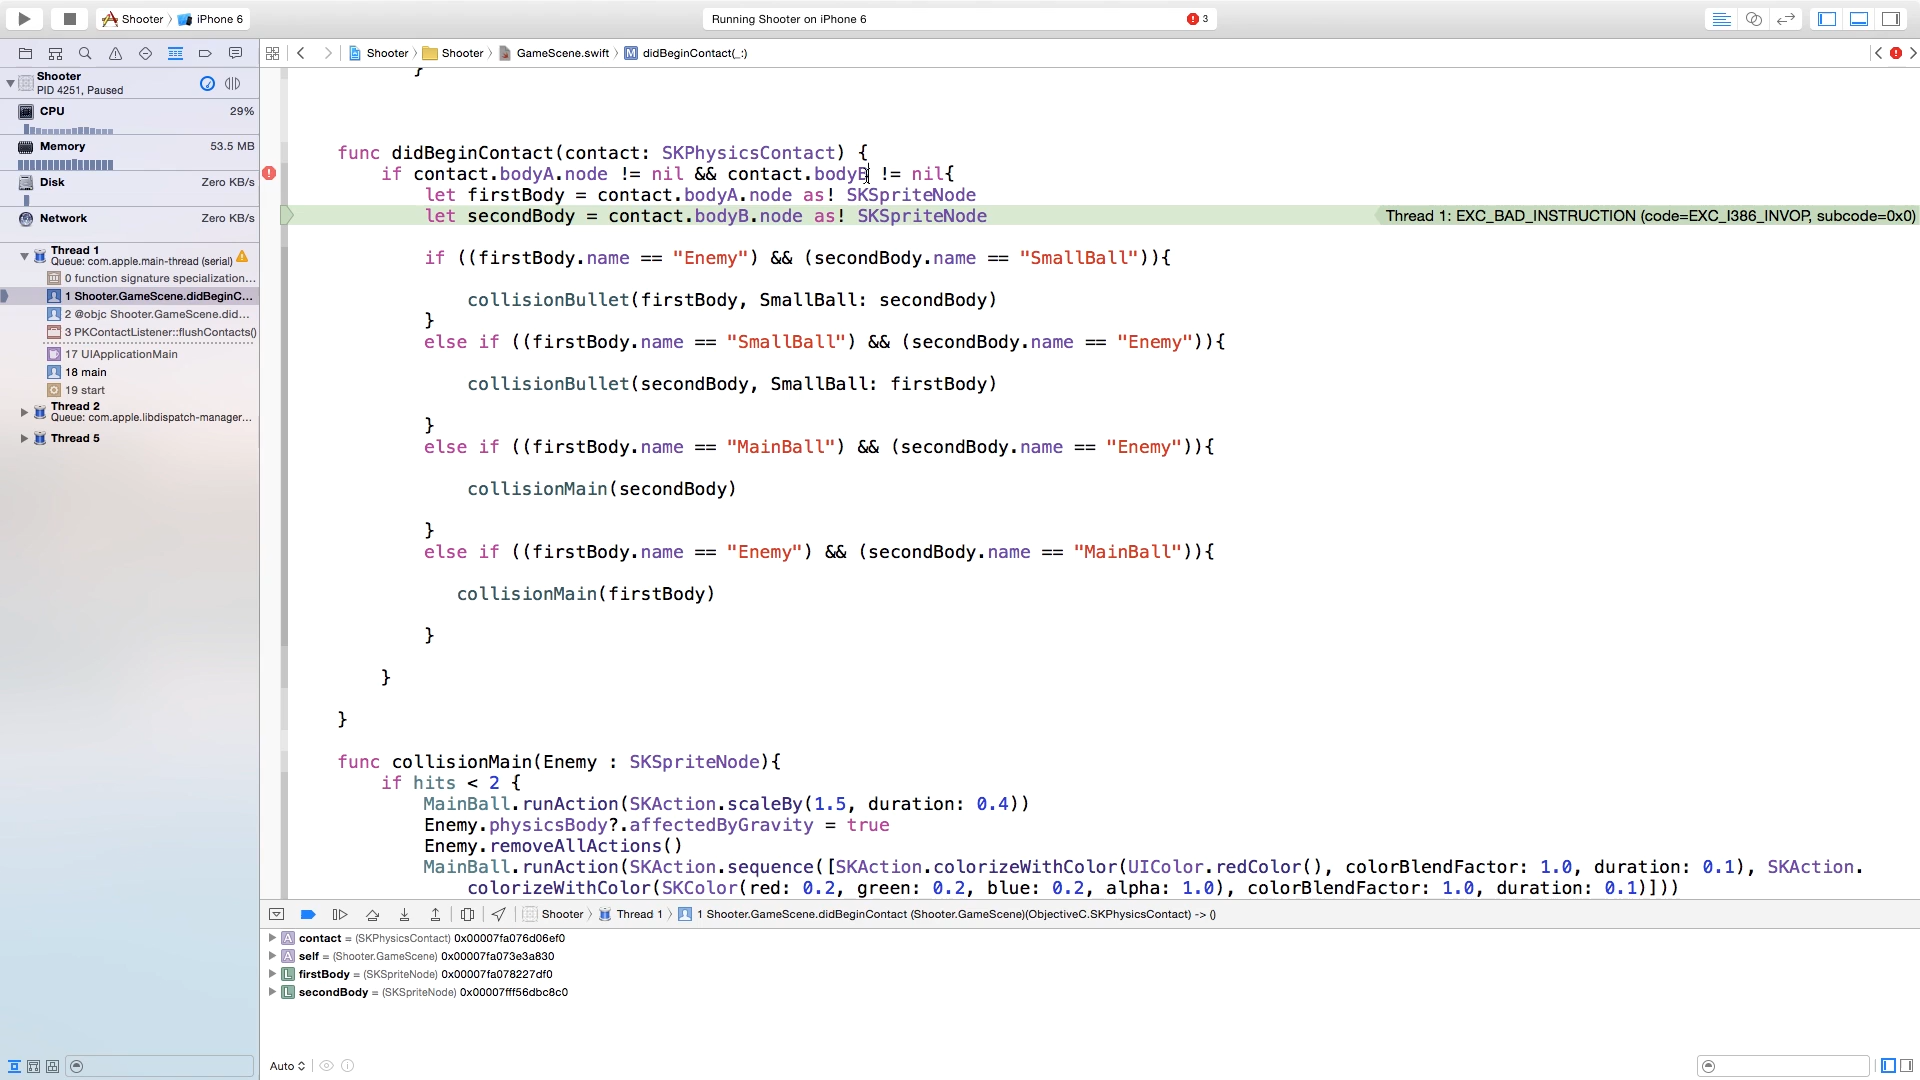 Shooter
iPhone 6
Running Shooter on iPhone 6
3
Shooter
Shooter
GameScene.swift
M
didBeginContact(_:)
Shooter
PID 4251, Paused
CPU
29%
Memory
53.5 MB
Disk
Zero KB/s
Network
Zero KB/s
Thread 1
Queue: com.apple.main-thread (serial)
0 function signature specialization...
1 Shooter.GameScene.didBeginC...
2 @objc Shooter.GameScene.did...
3 PKContactListener::flushContacts()
17 UIApplicationMain
18 main
19 start
Thread 2
Queue: com.apple.libdispatch-manager...
Thread 5
}
func didBeginContact(contact: SKPhysicsContact) {
if contact.bodyA.node != nil && contact.bodyB != nil{
let firstBody = contact.bodyA.node as! SKSpriteNode
let secondBody = contact.bodyB.node as! SKSpriteNode
Thread 1: EXC_BAD_INSTRUCTION (code=EXC_I386_INVOP, subcode=0x0)
if ((firstBody.name == "Enemy") && (secondBody.name == "SmallBall")){
collisionBullet(firstBody, SmallBall: secondBody)
}
else if ((firstBody.name == "SmallBall") && (secondBody.name == "Enemy")){
collisionBullet(secondBody, SmallBall: firstBody)
}
else if ((firstBody.name == "MainBall") && (secondBody.name == "Enemy")){
collisionMain(secondBody)
}
else if ((firstBody.name == "Enemy") && (secondBody.name == "MainBall")){
collisionMain(firstBody)
}
}
}
func collisionMain(Enemy : SKSpriteNode){
if hits < 2 {
MainBall.runAction(SKAction.scaleBy(1.5, duration: 0.4))
Enemy.physicsBody?.affectedByGravity = true
Enemy.removeAllActions()
MainBall.runAction(SKAction.sequence([SKAction.colorizeWithColor(UIColor.redColor(), colorBlendFactor: 1.0, duration: 0.1), SKAction.
colorizeWithColor(SKColor(red: 0.2, green: 0.2, blue: 0.2, alpha: 1.0), colorBlendFactor: 1.0, duration: 0.1)]))
Shooter
Thread 1
1 Shooter.GameScene.didBeginContact (Shooter.GameScene)(ObjectiveC.SKPhysicsContact) -> ()
A contact = (SKPhysicsContact) 0x00007fa076d06ef0
A self = (Shooter.GameScene) 0x00007fa073e3a830
L firstBody = (SKSpriteNode) 0x00007fa078227df0
L secondBody = (SKSpriteNode) 0x00007fff56dbc8c0
Auto